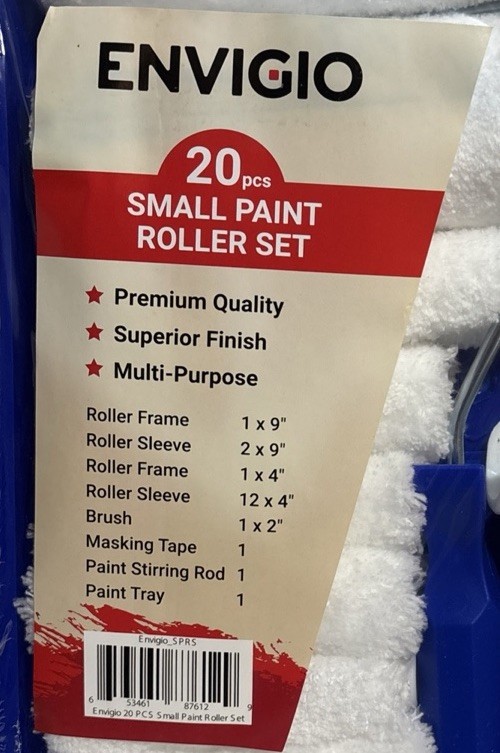 ENVIGIO
20pcs
SMALL PAINT
ROLLER SET
Premium Quality
Superior Finish
Multi-Purpose
Roller Frame 1 x 9"
Roller Sleeve 2 x 9"
Roller Frame 1 x 4"
Roller Sleeve 12 x 4"
Brush 1 x 2"
Masking Tape 1
Paint Stirring Rod 1
Paint Tray 1
Envigio_SPRS
6 53461 87612 9
Envigio 20 PCS Small Paint Roller Set